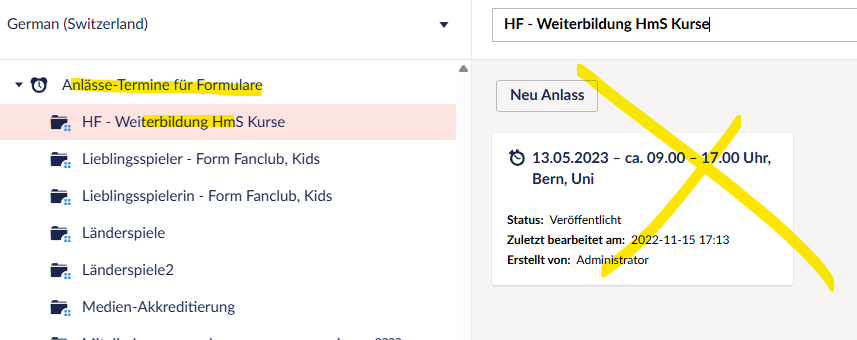 German (Switzerland)
Anlässe-Termine für Formulare
HF - Weiterbildung HmS Kurse
Lieblingsspieler - Form Fanclub, Kids
Lieblingsspielerin - Form Fanclub, Kids
Länderspiele
Länderspiele2
Medien-Akkreditierung
HF - Weiterbildung HmS Kurse
Neu Anlass
13.05.2023 – ca. 09.00 – 17.00 Uhr,
Bern, Uni
Status: Veröffentlicht
Zuletzt bearbeitet am: 2022-11-15 17:13
Erstellt von: Administrator